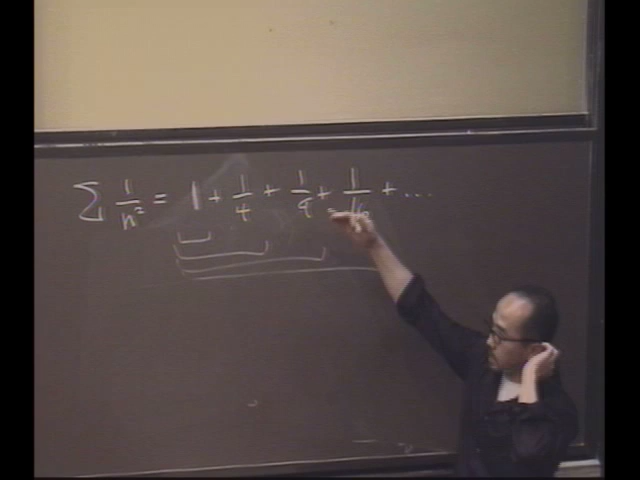 ∑ 1/n² = 1 + 1/4 + 1/9 + 1/16 + ...